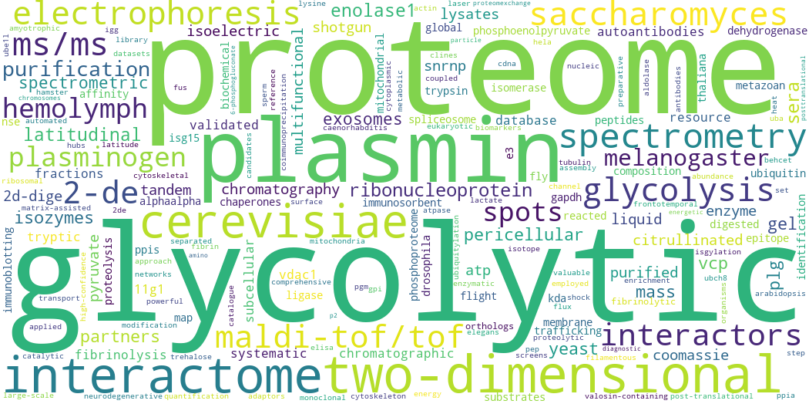 electrophoresis
lysine
enolase1
actin
laser
proteomexchange
saccharomyces
amyotrophic
igg
isoelectric
shotgun
lysates
global
phosphoenolpyruvate
autoantibodies
dehydrogenase
ube1l
library
ms/ms
datasets
proteome
purification
spectrometric
hamster
affinity
chromosomes
hemolymph
nse
automated
hubs
latitude
latitudinal
plasminogen
fractions
ribosomal
cytoskeletal
2d-dige
2-de
isozymes
2de
matrix-assisted
tandem
fus
biochemical
6-phosphogluconate
sperm
reference
coimmunoprecipitation
multifunctional
mitochondrial
cytoplasmic
metabolic
clines
particle
snrnp
coupled
hela
cdna
nucleic
trypsin
isomerase
preparative
aldolase
antibodies
thaliana
metazoan
heat
uba
posttranslational
sera
validated
isg15
candidates
exosomes
caenorhabditis
spliceosome
eukaryotic
database
biomarkers
peptides
resource
plasmin
e3
fly
spectrometry
tubulin
assembly
melanogaster
composition
ubiquitin
abundance
behcet
set
chromatography
alphaalpha
chaperones
surface
ribonucleoprotein
immunosorbent
lactate
spots
gapdh
channel
glycolysis
frontotemporal
energetic
reacted
liquid
enzyme
digested
gel
identification
cerevisiae
atpase
pericellular
citrullinated
epitope
tryptic
glycolytic
immunoblotting
pyruvate
proteolysis
ppis
approach
networks
high-confidence
11g1
powerful
transport
applied
map
modification
partners
fibrinolysis
catalytic
trehalose
separated
fibrin
amino
catalogue
subcellular
mitochondria
vdac1
comprehensive
ligase
pgm
gpi
p2
elisa
phosphoproteome
drosophila
ubiquitylation
enzymatic
atp
flight
isotope
kda
shock
flux
purified
mass
valuable
enrichment
fibrinolytic
isgylation
vcp
ubch8
employed
organisms
plg
arabidopsis
maldi-tof/tof
systematic
chromatographic
orthologs
elegans
yeast
membrane
trafficking
proteolytic
pep
screens
diagnostic
filamentous
interactors
coomassie
step
interactome
two-dimensional
large-scale
neurodegenerative
quantification
adaptors
monoclonal
cytoskeleton
energy
substrates
valosin-containing
post-translational
ppia